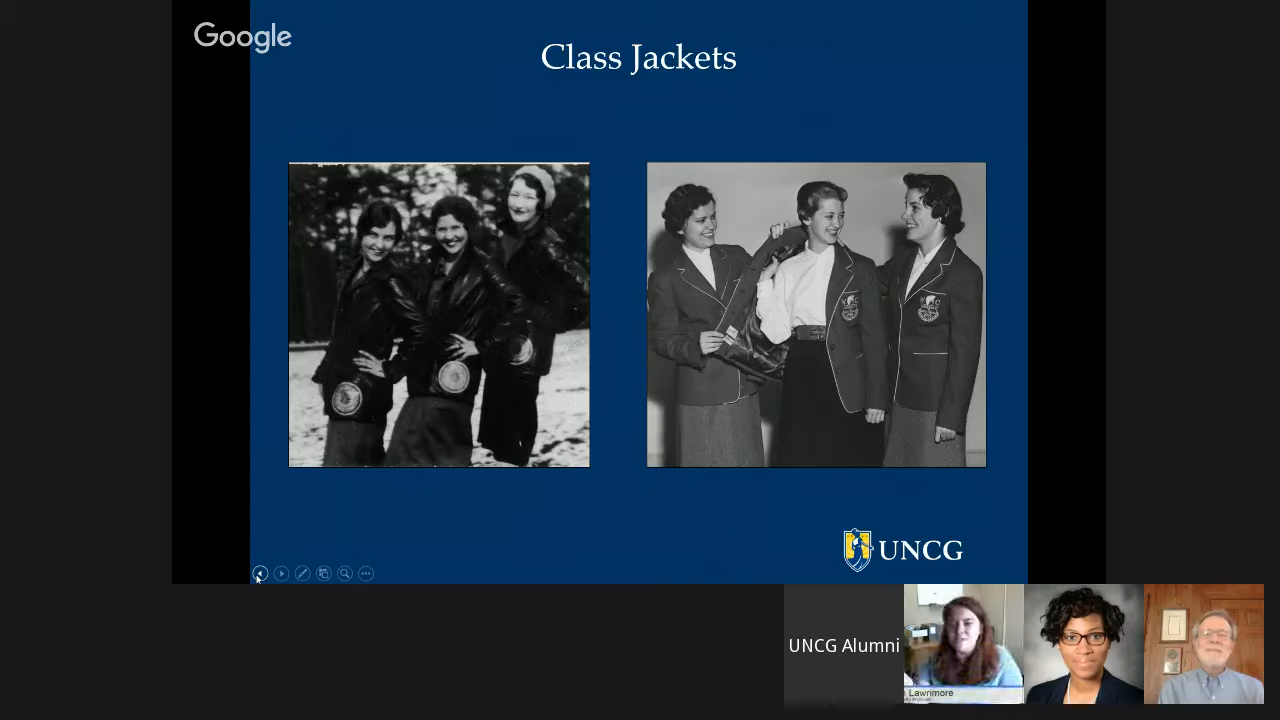 Google
Class Jackets
UNCG
UNCG Alumni
Lawrimore